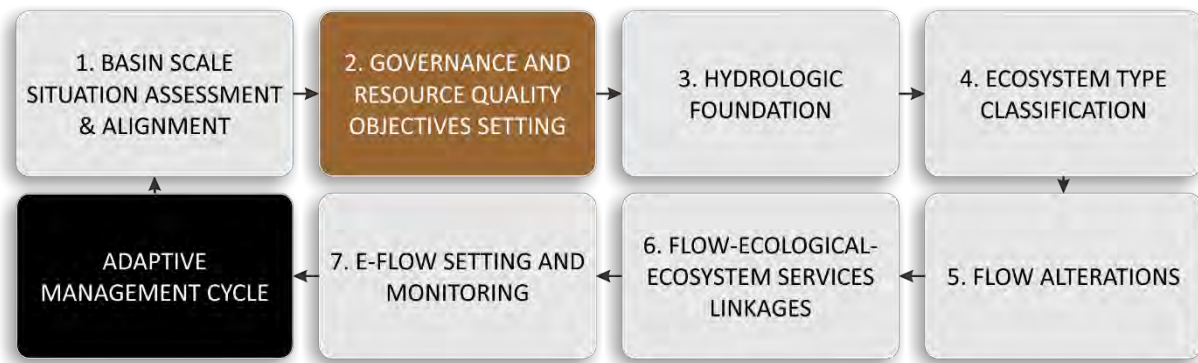 1. BASIN SCALE
SITUATION ASSESSMENT
& ALIGNMENT
2. GOVERNANCE AND
RESOURCE QUALITY
OBJECTIVES SETTING
3. HYDROLOGIC
FOUNDATION
4. ECOSYSTEM TYPE
CLASSIFICATION
ADAPTIVE
MANAGEMENT CYCLE
7. E-FLOW SETTING AND
MONITORING
6. FLOW-ECOLOGICAL-
ECOSYSTEM SERVICES
LINKAGES
5. FLOW ALTERATIONS